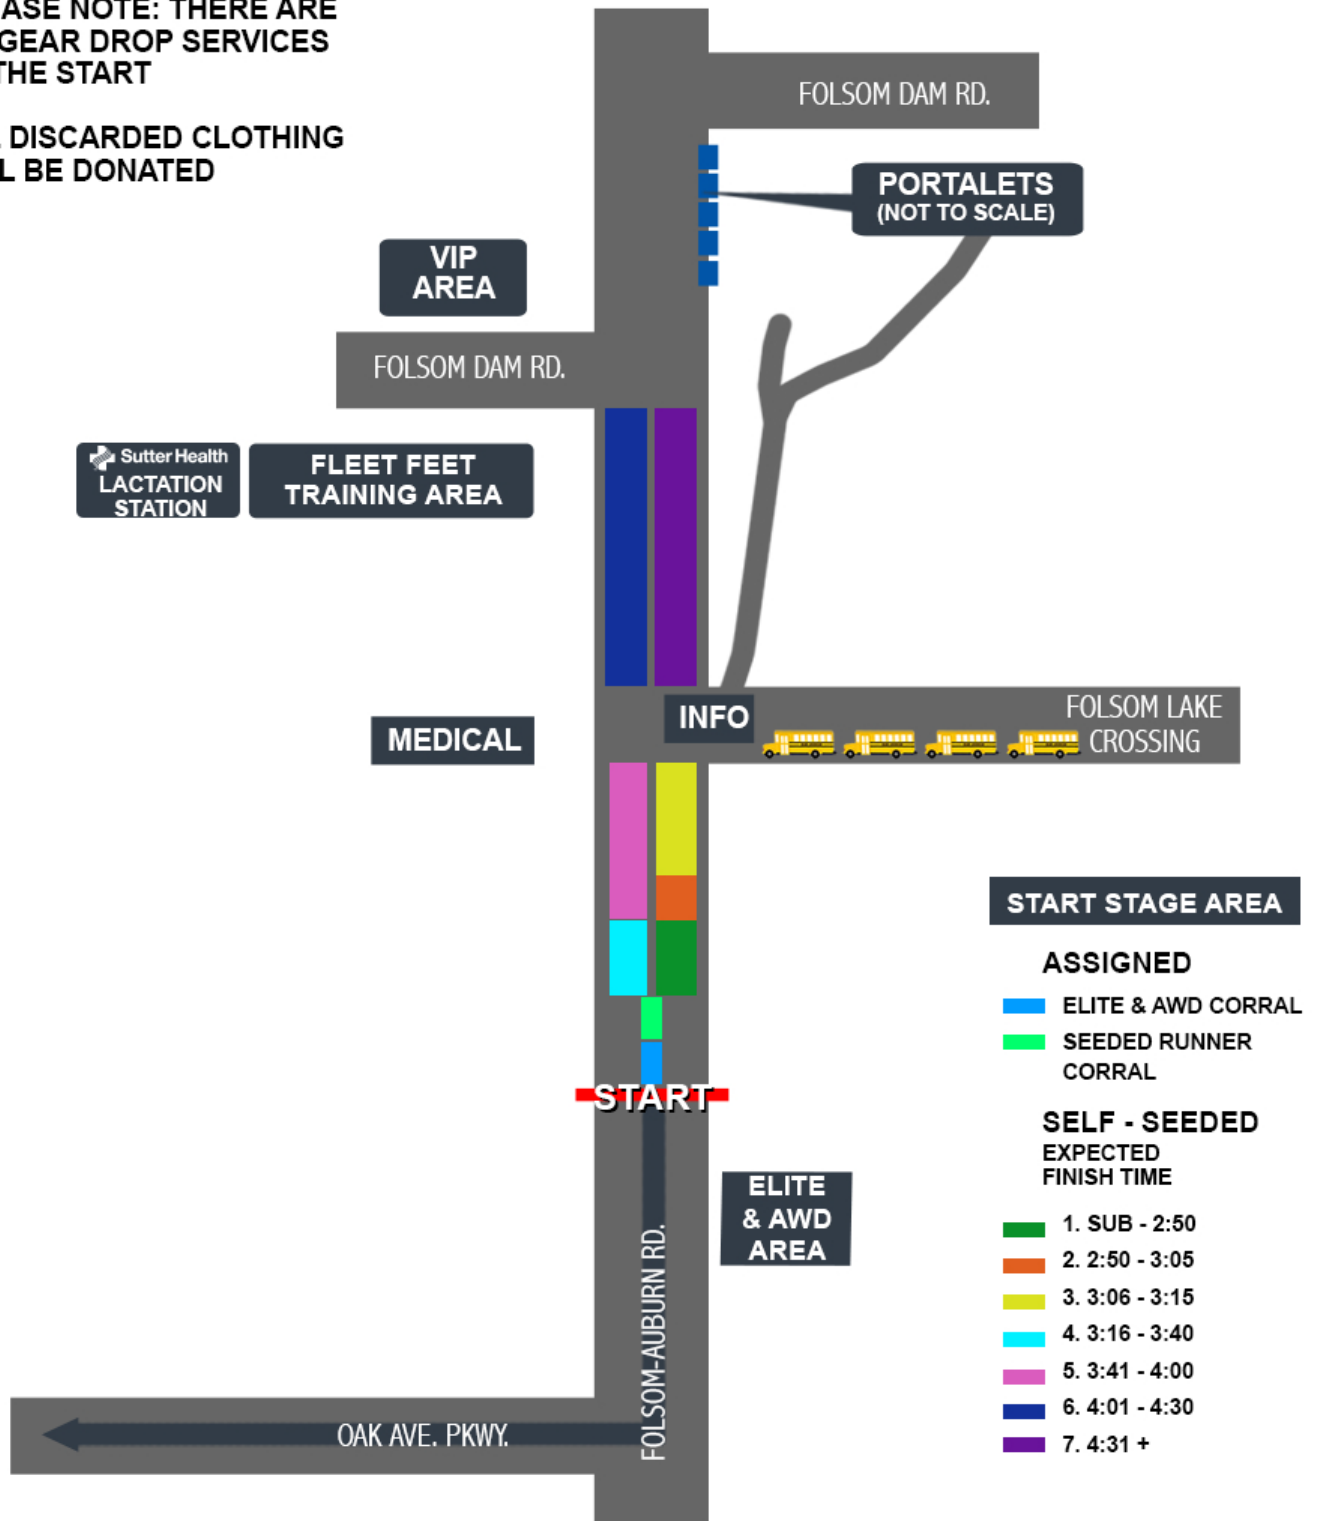 ASE NOTE: THERE ARE
GEAR DROP SERVICES
THE START
DISCARDED CLOTHING
L BE DONATED
FOLSOM DAM RD.
PORTALETS
(NOT TO SCALE)
VIP
AREA
FOLSOM DAM RD.
Sutter Health
LACTATION
STATION
FLEET FEET
TRAINING AREA
MEDICAL
INFO
FOLSOM LAKE
CROSSING
START
ELITE
& AWD
AREA
FOLSOM-AUBURN RD.
OAK AVE. PKWY.
START STAGE AREA
ASSIGNED
ELITE & AWD CORRAL
SEEDED RUNNER
CORRAL
SELF - SEEDED
EXPECTED
FINISH TIME
1. SUB - 2:50
2. 2:50 - 3:05
3. 3:06 - 3:15
4. 3:16 - 3:40
5. 3:41 - 4:00
6. 4:01 - 4:30
7. 4:31 +